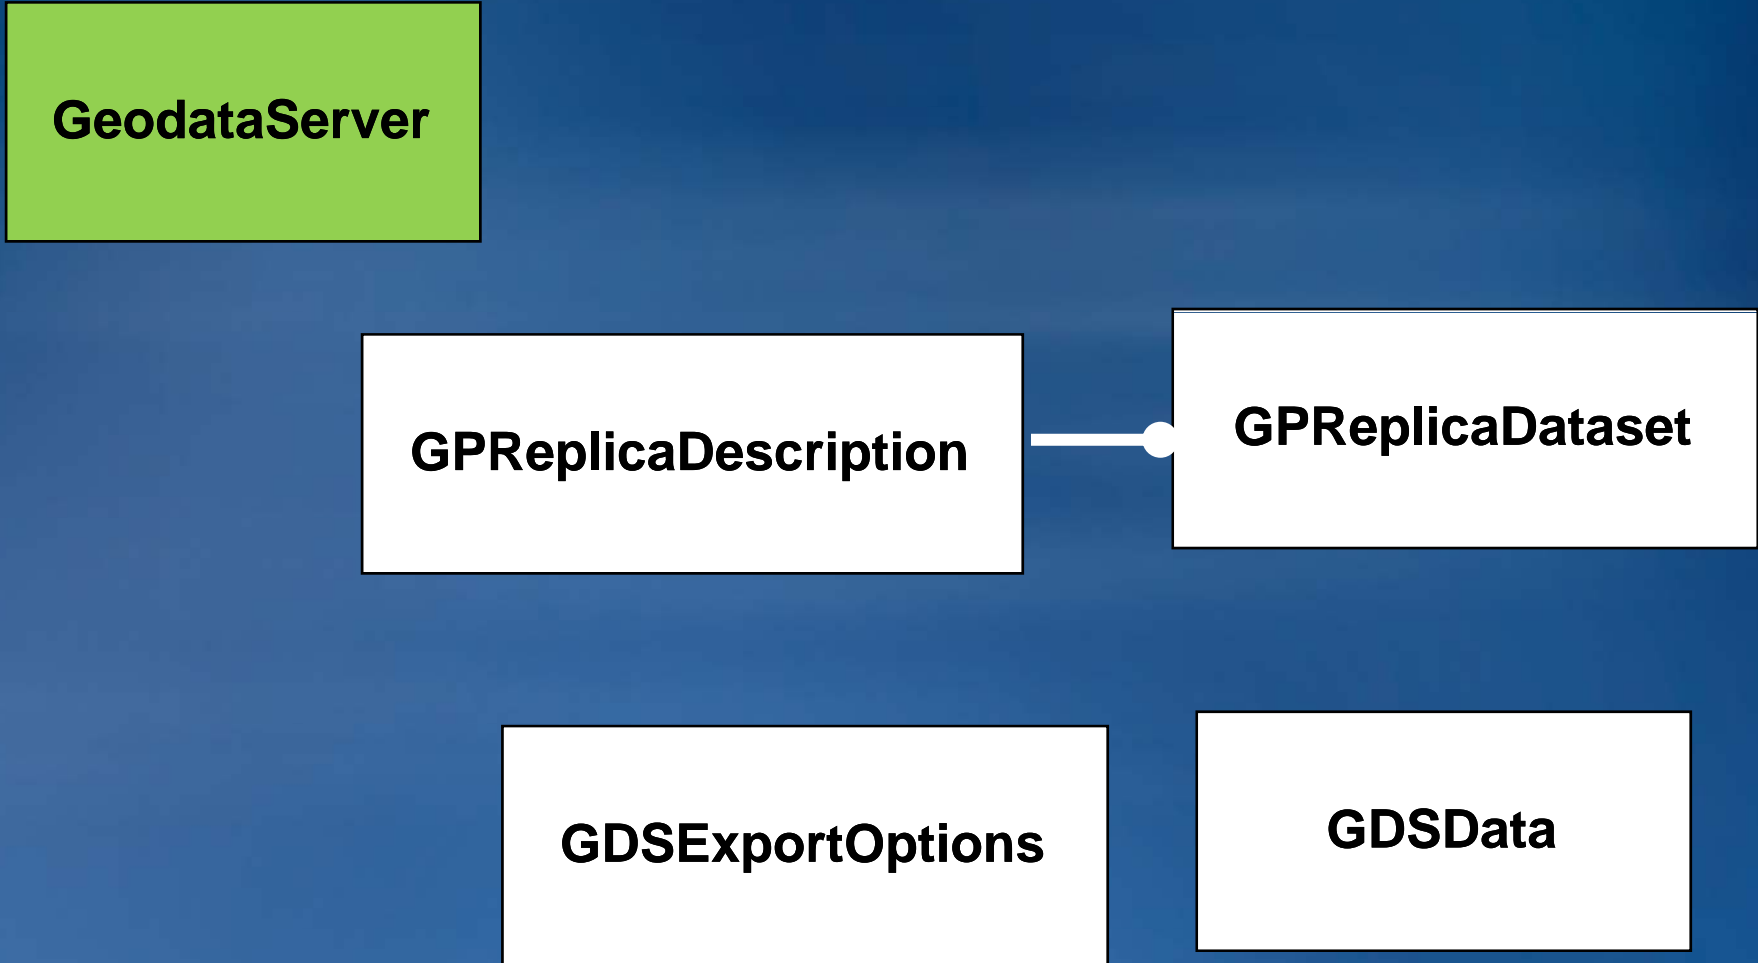 GeodataServer
GPReplicaDescription
GPReplicaDataset
GDSExportOptions
GDSData